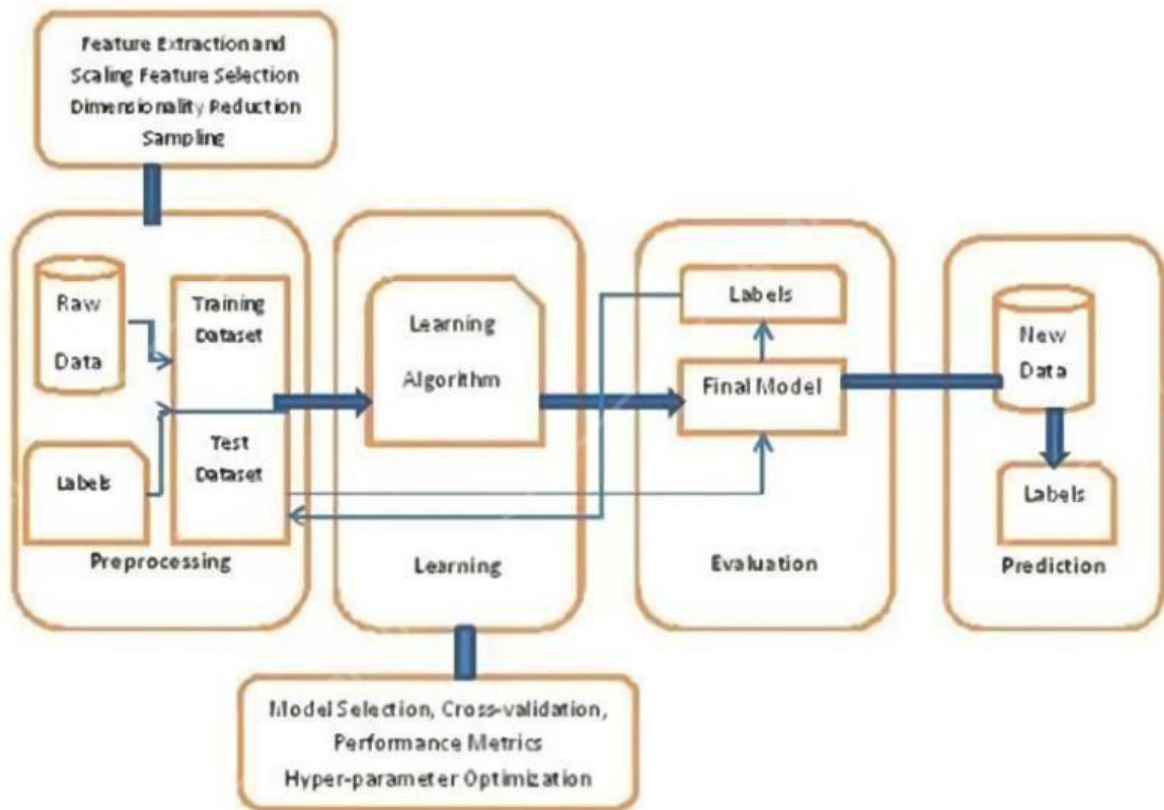 Feature Extraction and
Scaling Feature Selection
Dimensionality Reduction
Sampling
Raw
Data
Labels
Training
Dataset
Test
Dataset
Preprocessing
Learning
Algorithm
Learning
Labels
Final Model
Evaluation
New
Data
Labels
Prediction
Model Selection, Cross-validation,
Performance Metrics
Hyper-parameter Optimization